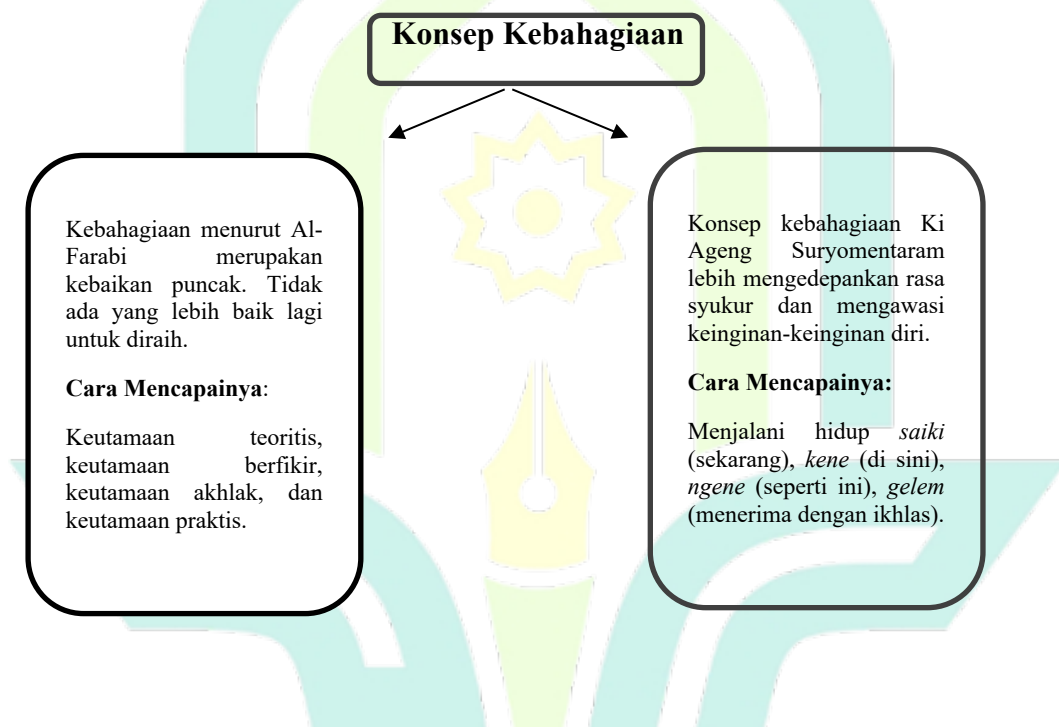 Konsep Kebahagiaan
Kebahagiaan menurut Al-
Farabi merupakan
kebaikan puncak. Tidak
ada yang lebih baik lagi
untuk diraih.
Cara Mencapainya:
Keutamaan teoritis,
keutamaan berfikir,
keutamaan akhlak, dan
keutamaan praktis.
Konsep kebahagiaan Ki
Ageng Suryomentaram
lebih mengedepankan rasa
syukur dan mengawasi
keinginan-keinginan diri.
Cara Mencapainya:
Menjalani hidup saiki
(sekarang), kene (di sini),
ngene (seperti ini), gelem
(menerima dengan ikhlas).